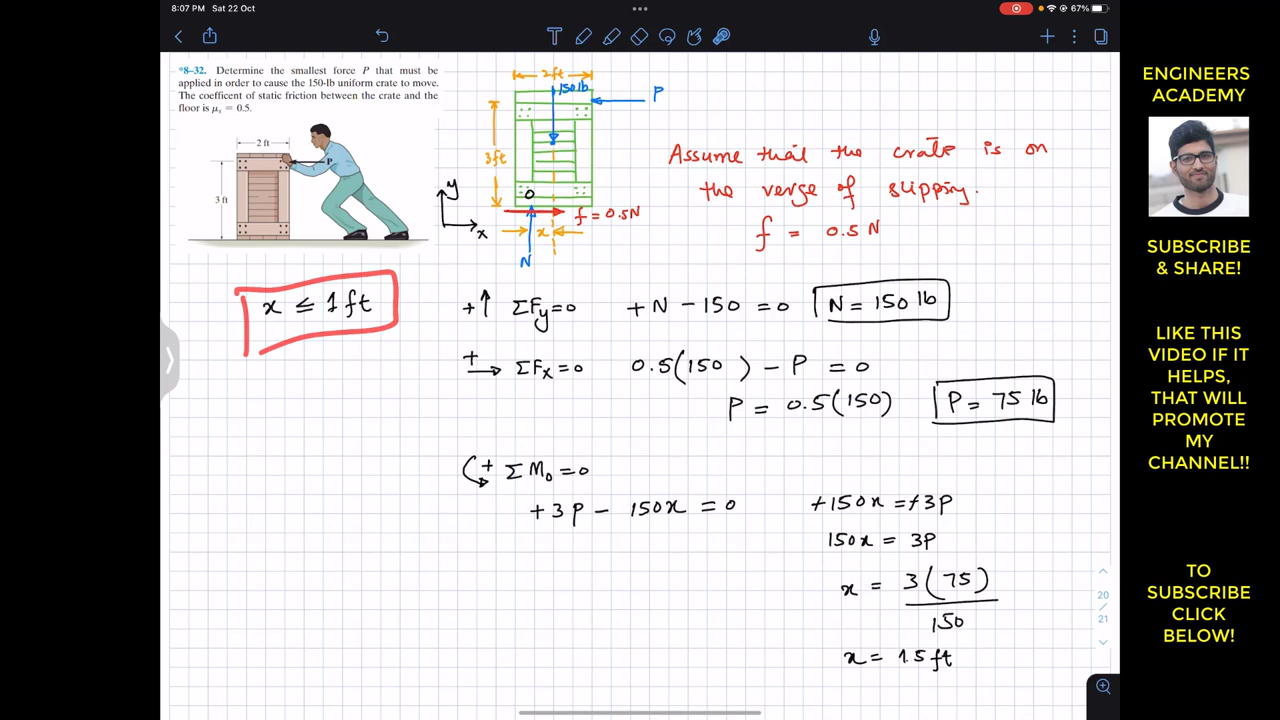 8:07 PM Sat 22 Oct
67%
*8–32. Determine the smallest force P that must be
applied in order to cause the 150-lb uniform crate to move.
The coefficent of static friction between the crate and the
floor is μs = 0.5.
2 ft
P
3 ft
2ft
150 lb
P
3ft
O
f = 0.5N
y
x
x
N
Assume that the crate is on
the verge of slipping.
f = 0.5 N
x ≤ 1 ft
+↑ ΣFy=0 +N − 150 = 0 N = 150 lb
+→ ΣFx=0 0.5(150) − P = 0
P = 0.5(150) P = 75 lb
+ ΣMo=0
+3P − 150x = 0
+150x = +3P
150x = 3P
x = 3(75)
150
x = 1.5 ft
20
/
21
ENGINEERS
ACADEMY
SUBSCRIBE
& SHARE!
LIKE THIS
VIDEO IF IT
HELPS,
THAT WILL
PROMOTE
MY
CHANNEL!!
TO
SUBSCRIBE
CLICK
BELOW!